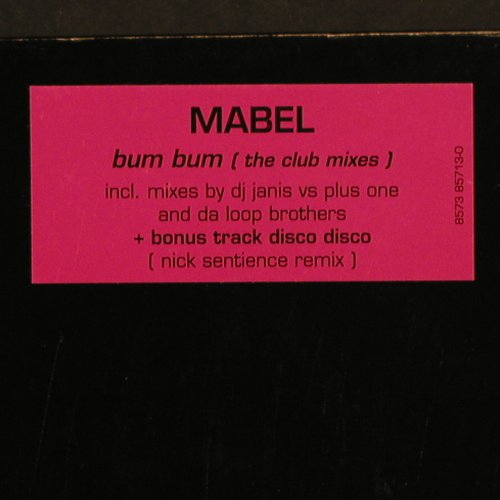 MABEL
bum bum ( the club mixes )
incl. mixes by dj janis vs plus one
and da loop brothers
+ bonus track disco disco
( nick sentience remix )
8573 85713-0